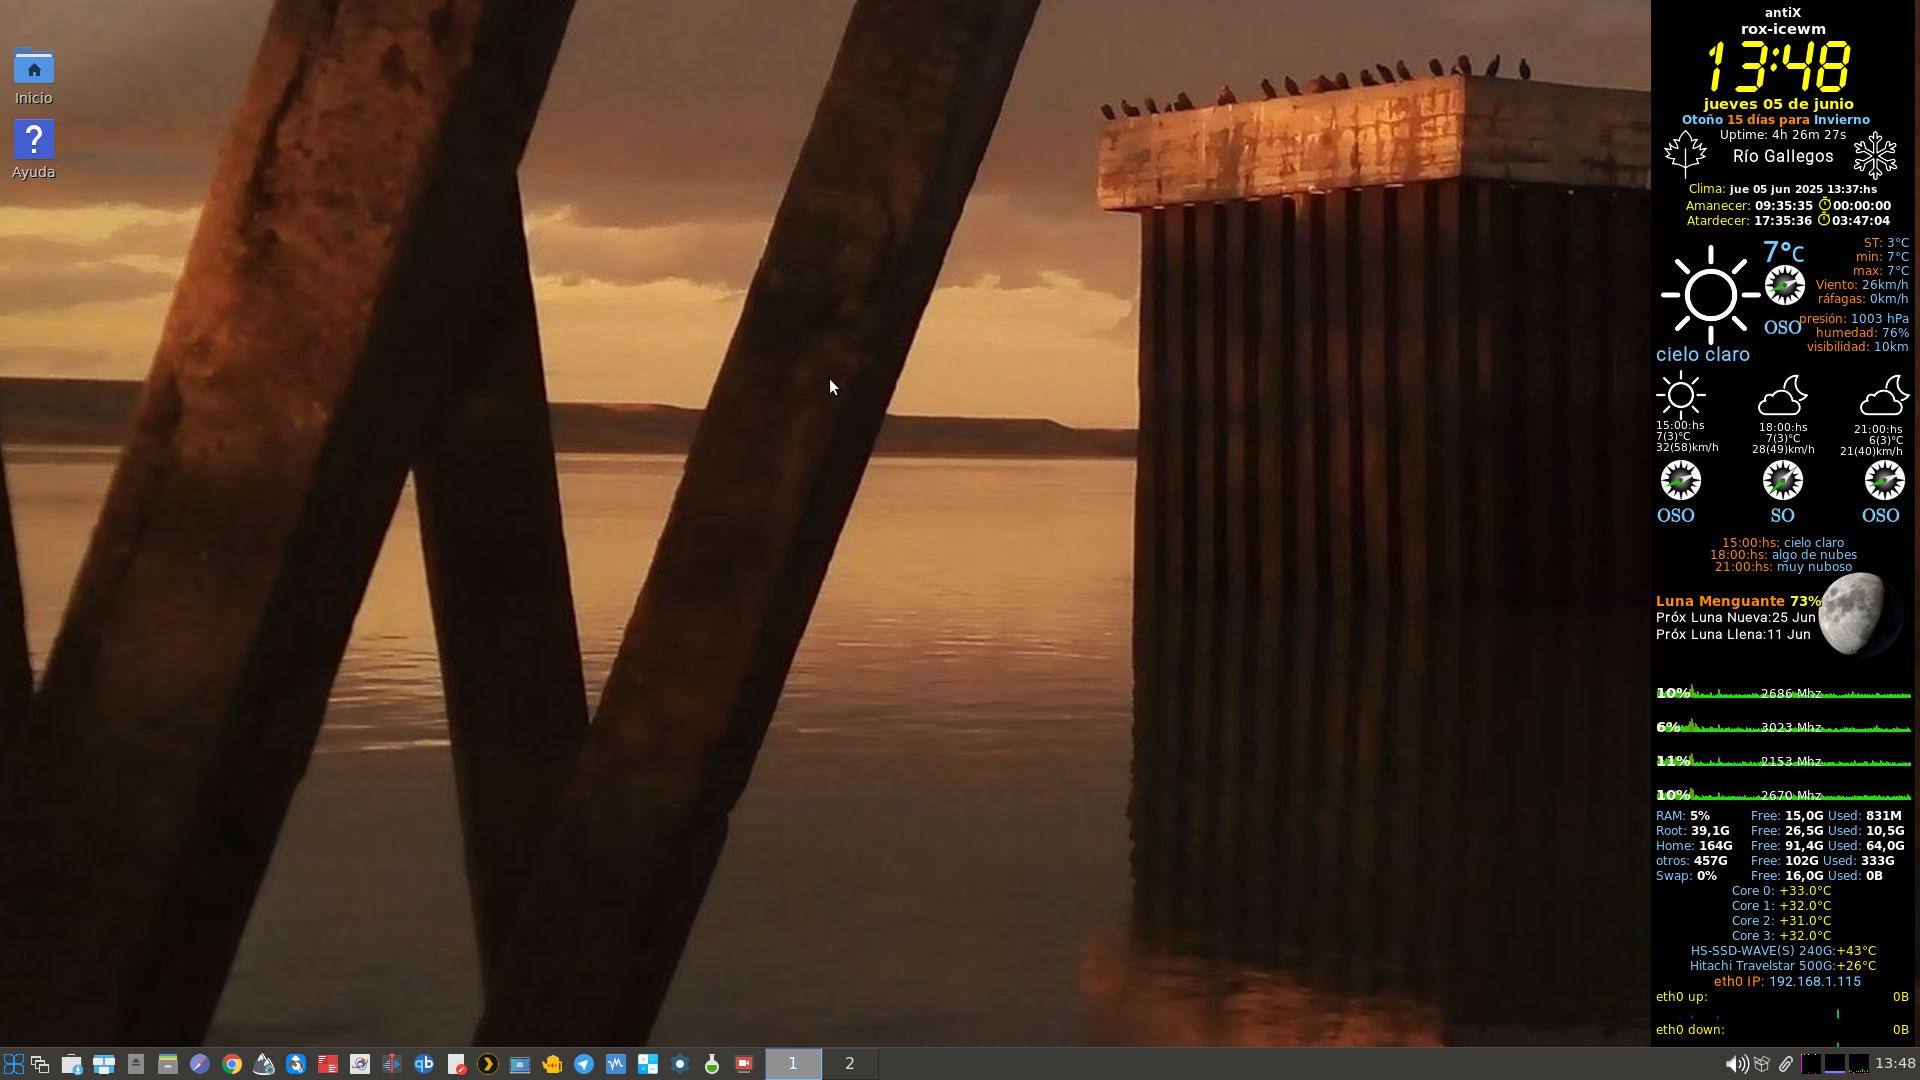 Inicio
?
Ayuda
antiX
rox-icewm
13:48
jueves 05 de junio
Otoño 15 días para Invierno
Uptime: 4h 26m 27s
Río Gallegos
Clima: jue 05 jun 2025 13:37:hs
Amanecer: 09:35:35 00:00:00
Atardecer: 17:35:36 03:47:04
7°C
ST: 3°C
min: 7°C
max: 7°C
Viento: 26km/h
ráfagas: 0km/h
OSO
presión: 1003 hPa
humedad: 76%
visibilidad: 10km
cielo claro
15:00:hs
7(3)°C
32(58)km/h
18:00:hs
7(3)°C
28(49)km/h
21:00:hs
6(3)°C
21(40)km/h
OSO SO OSO
15:00:hs: cielo claro
18:00:hs: algo de nubes
21:00:hs: muy nuboso
Luna Menguante 73%
Próx Luna Nueva:25 Jun
Próx Luna Llena:11 Jun
10% 2686 Mhz
6% 3023 Mhz
11% 2153 Mhz
10% 2670 Mhz
RAM: 5% Free: 15,0G Used: 831M
Root: 39,1G Free: 26,5G Used: 10,5G
Home: 164G Free: 91,4G Used: 64,0G
otros: 457G Free: 102G Used: 333G
Swap: 0% Free: 16,0G Used: 0B
Core 0: +33.0°C
Core 1: +32.0°C
Core 2: +31.0°C
Core 3: +32.0°C
HS-SSD-WAVE(S) 240G:+43°C
Hitachi Travelstar 500G:+26°C
eth0 IP: 192.168.1.115
eth0 up: 0B
eth0 down: 0B
qb
1 2
13:48